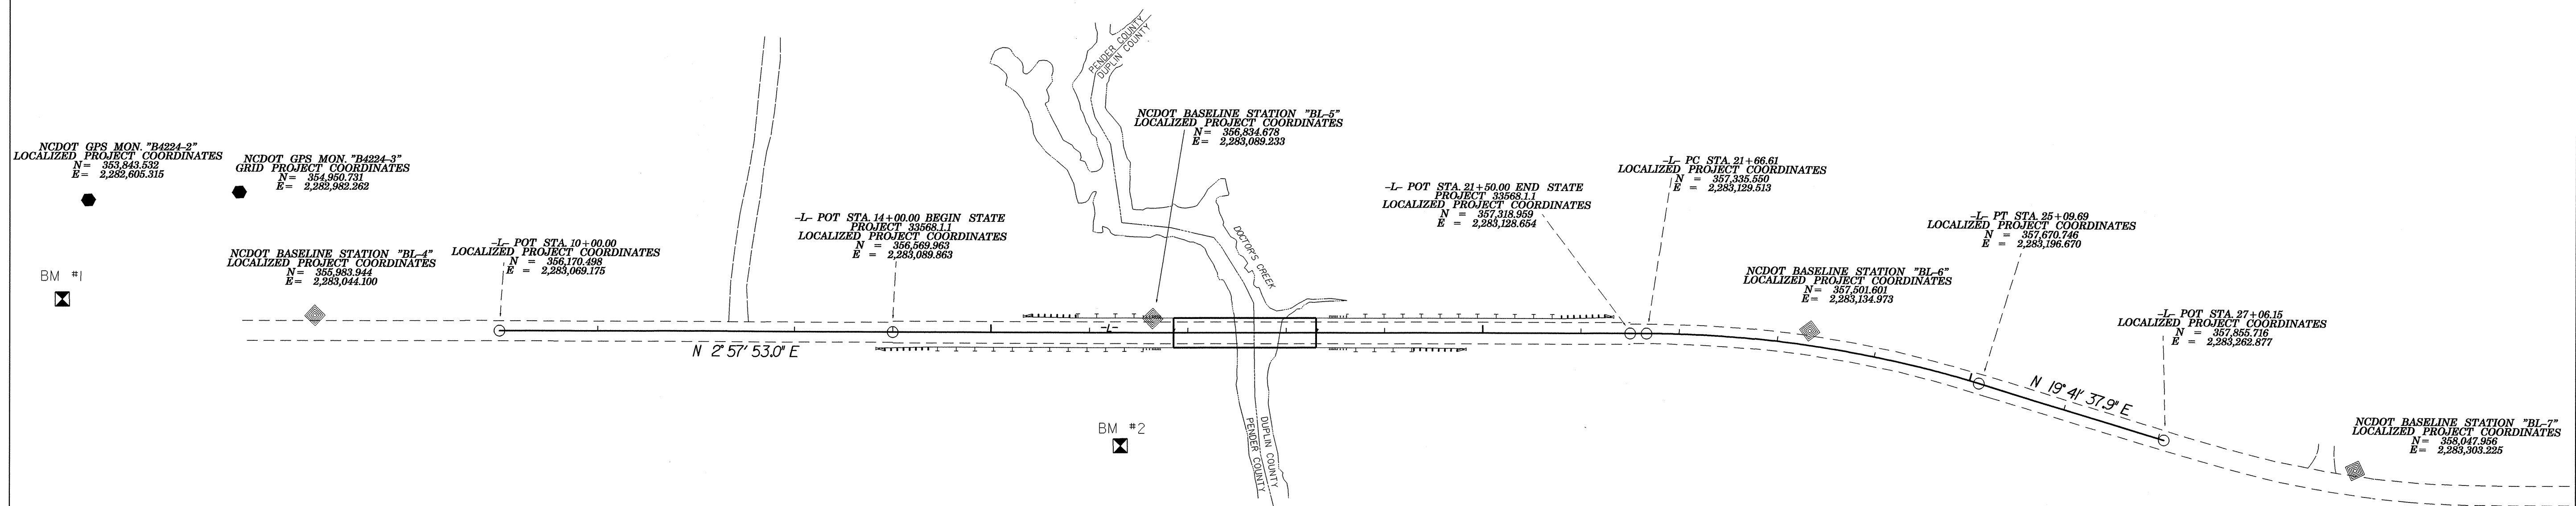 PENDER COUNTY
DUPLIN COUNTY
NCDOT GPS MON. "B4224-2"
LOCALIZED PROJECT COORDINATES
N= 353,843.532
E= 2,282,605.315
NCDOT GPS MON. "B4224-3"
GRID PROJECT COORDINATES
N= 354,950.731
E= 2,282,982.262
NCDOT BASELINE STATION "BL-5"
LOCALIZED PROJECT COORDINATES
N= 356,834.678
E= 2,283,089.233
-L- PC STA. 21+66.61
LOCALIZED PROJECT COORDINATES
N = 357,335.550
E = 2,283,129.513
-L- POT STA. 21+50.00 END STATE
PROJECT 33568.1.1
LOCALIZED PROJECT COORDINATES
N = 357,318.959
E = 2,283,128.654
-L- POT STA. 14+00.00 BEGIN STATE
PROJECT 33568.1.1
LOCALIZED PROJECT COORDINATES
N = 356,569.963
E = 2,283,089.863
-L- PT STA. 25+09.69
LOCALIZED PROJECT COORDINATES
N = 357,670.746
E = 2,283,196.670
-L- POT STA. 10+00.00
LOCALIZED PROJECT COORDINATES
N = 356,170.498
E = 2,283,069.175
NCDOT BASELINE STATION "BL-4"
LOCALIZED PROJECT COORDINATES
N= 355,983.944
E= 2,283,044.100
DOCTORS CREEK
BM #1
NCDOT BASELINE STATION "BL-6"
LOCALIZED PROJECT COORDINATES
N= 357,501.601
E= 2,283,134.973
-L- POT STA. 27+06.15
LOCALIZED PROJECT COORDINATES
N = 357,855.716
E = 2,283,262.877
-L-
N 2° 57' 53.0" E
N 19° 41' 37.9" E
BM #2
DUPLIN COUNTY
PENDER COUNTY
NCDOT BASELINE STATION "BL-7"
LOCALIZED PROJECT COORDINATES
N= 358,047.956
E= 2,283,303.225